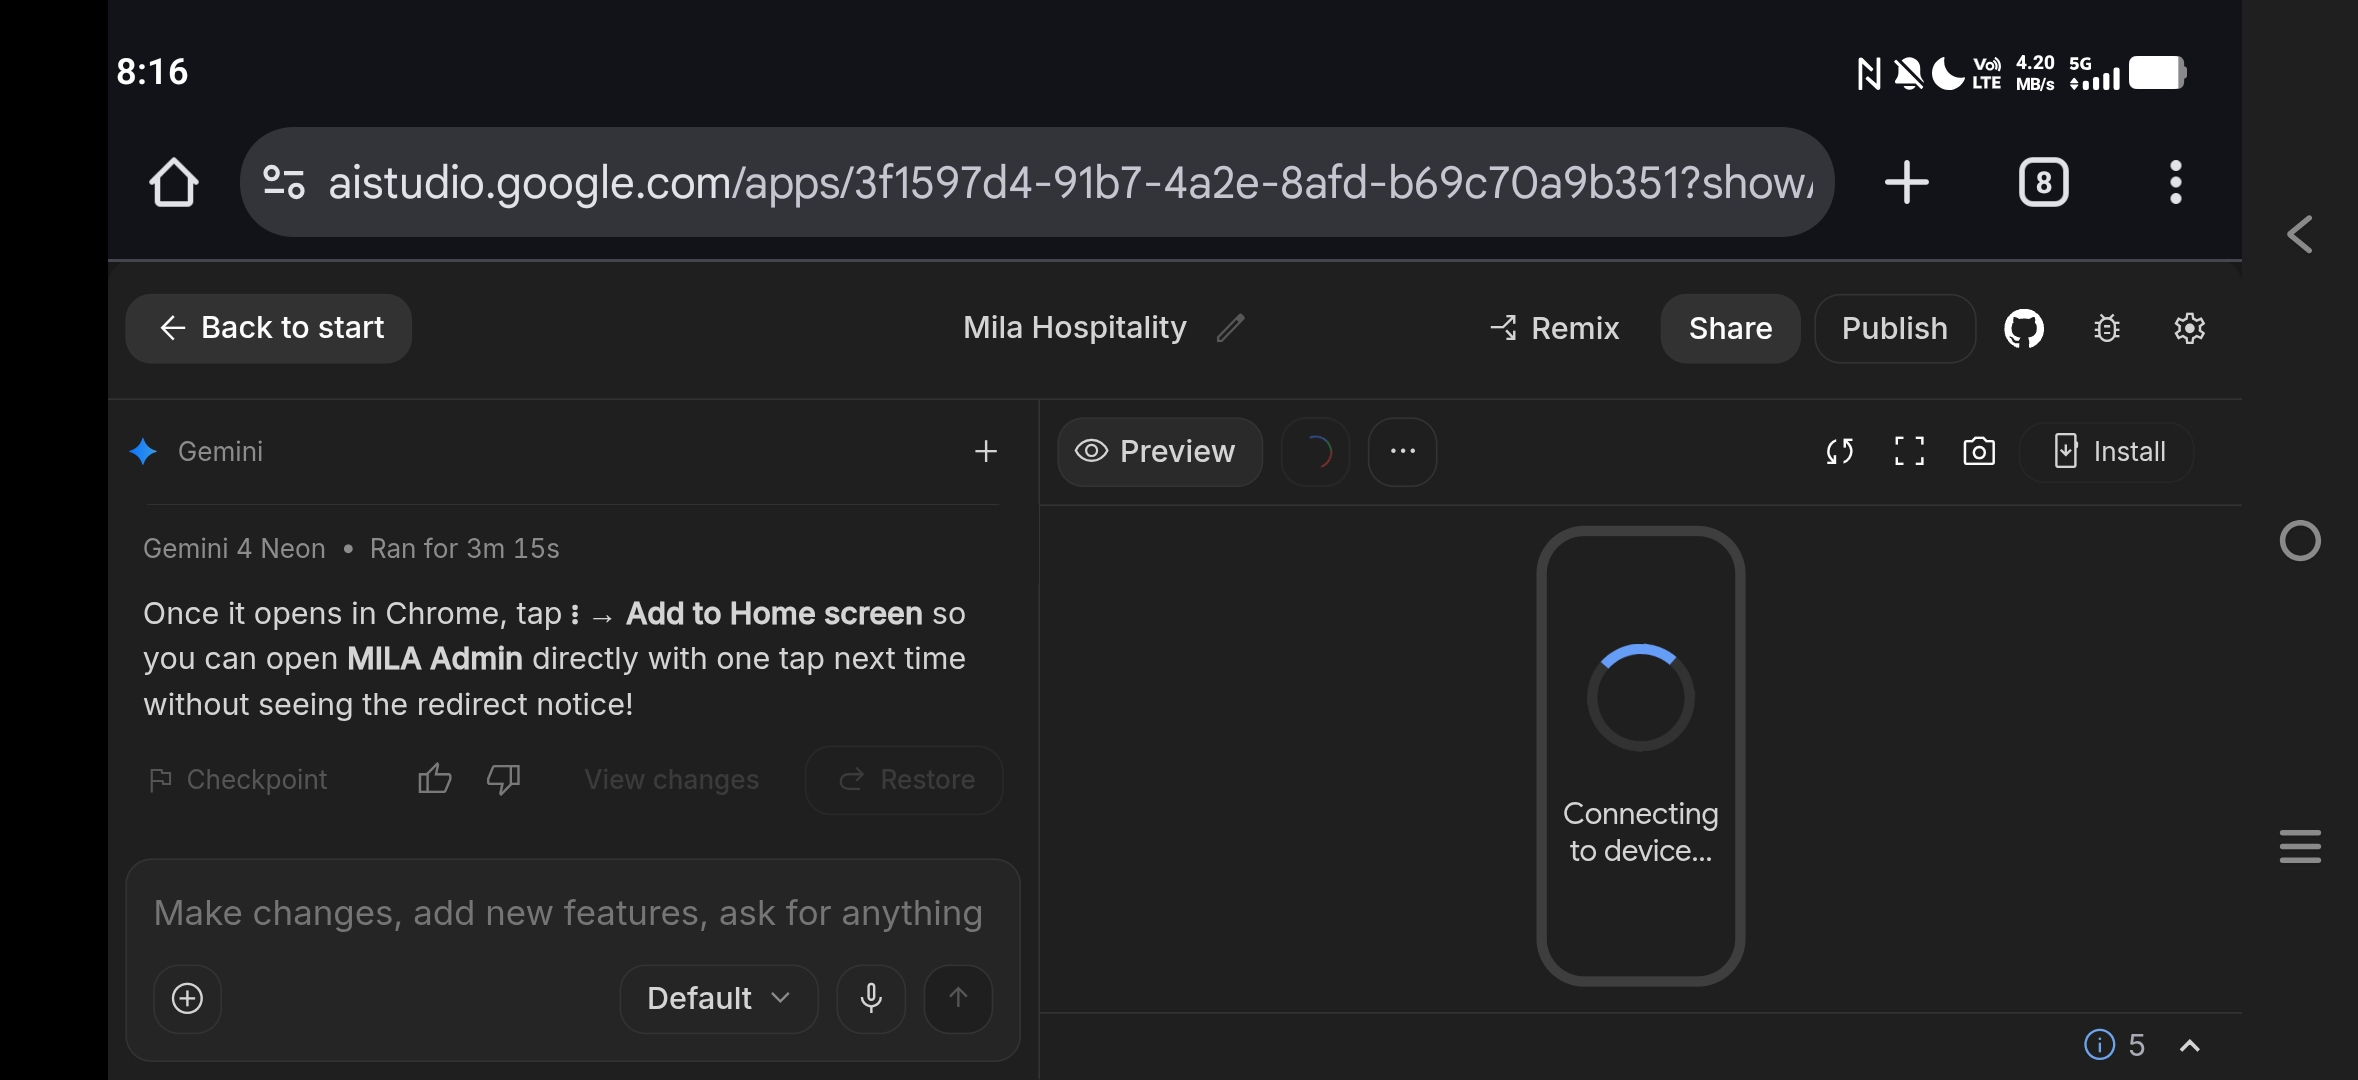 8:16
Vo)) LTE
4.20 MB/s
5G
aistudio.google.com/apps/3f1597d4-91b7-4a2e-8afd-b69c70a9b351?show
8
← Back to start
Mila Hospitality
Remix
Share
Publish
Gemini
Preview
Install
Gemini 4 Neon • Ran for 3m 15s
Once it opens in Chrome, tap ⋮ → Add to Home screen so
you can open MILA Admin directly with one tap next time
without seeing the redirect notice!
Checkpoint
View changes
Restore
Make changes, add new features, ask for anything
Default
Connecting
to device...
5